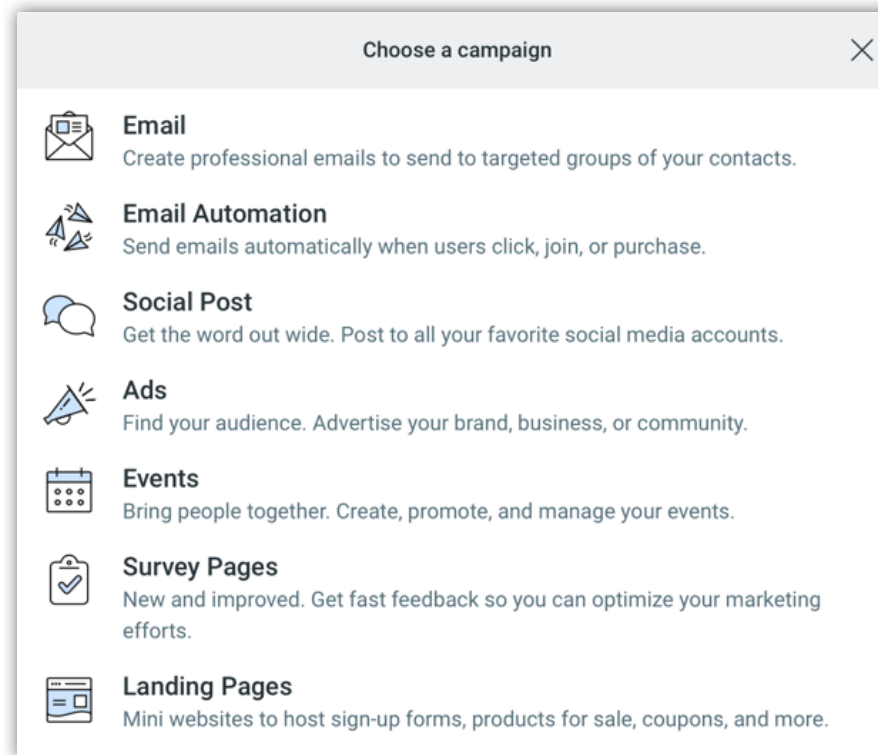 Choose a campaign
Email
Create professional emails to send to targeted groups of your contacts.
Email Automation
Send emails automatically when users click, join, or purchase.
Social Post
Get the word out wide. Post to all your favorite social media accounts.
Ads
Find your audience. Advertise your brand, business, or community.
Events
Bring people together. Create, promote, and manage your events.
Survey Pages
New and improved. Get fast feedback so you can optimize your marketing
efforts.
Landing Pages
Mini websites to host sign-up forms, products for sale, coupons, and more.